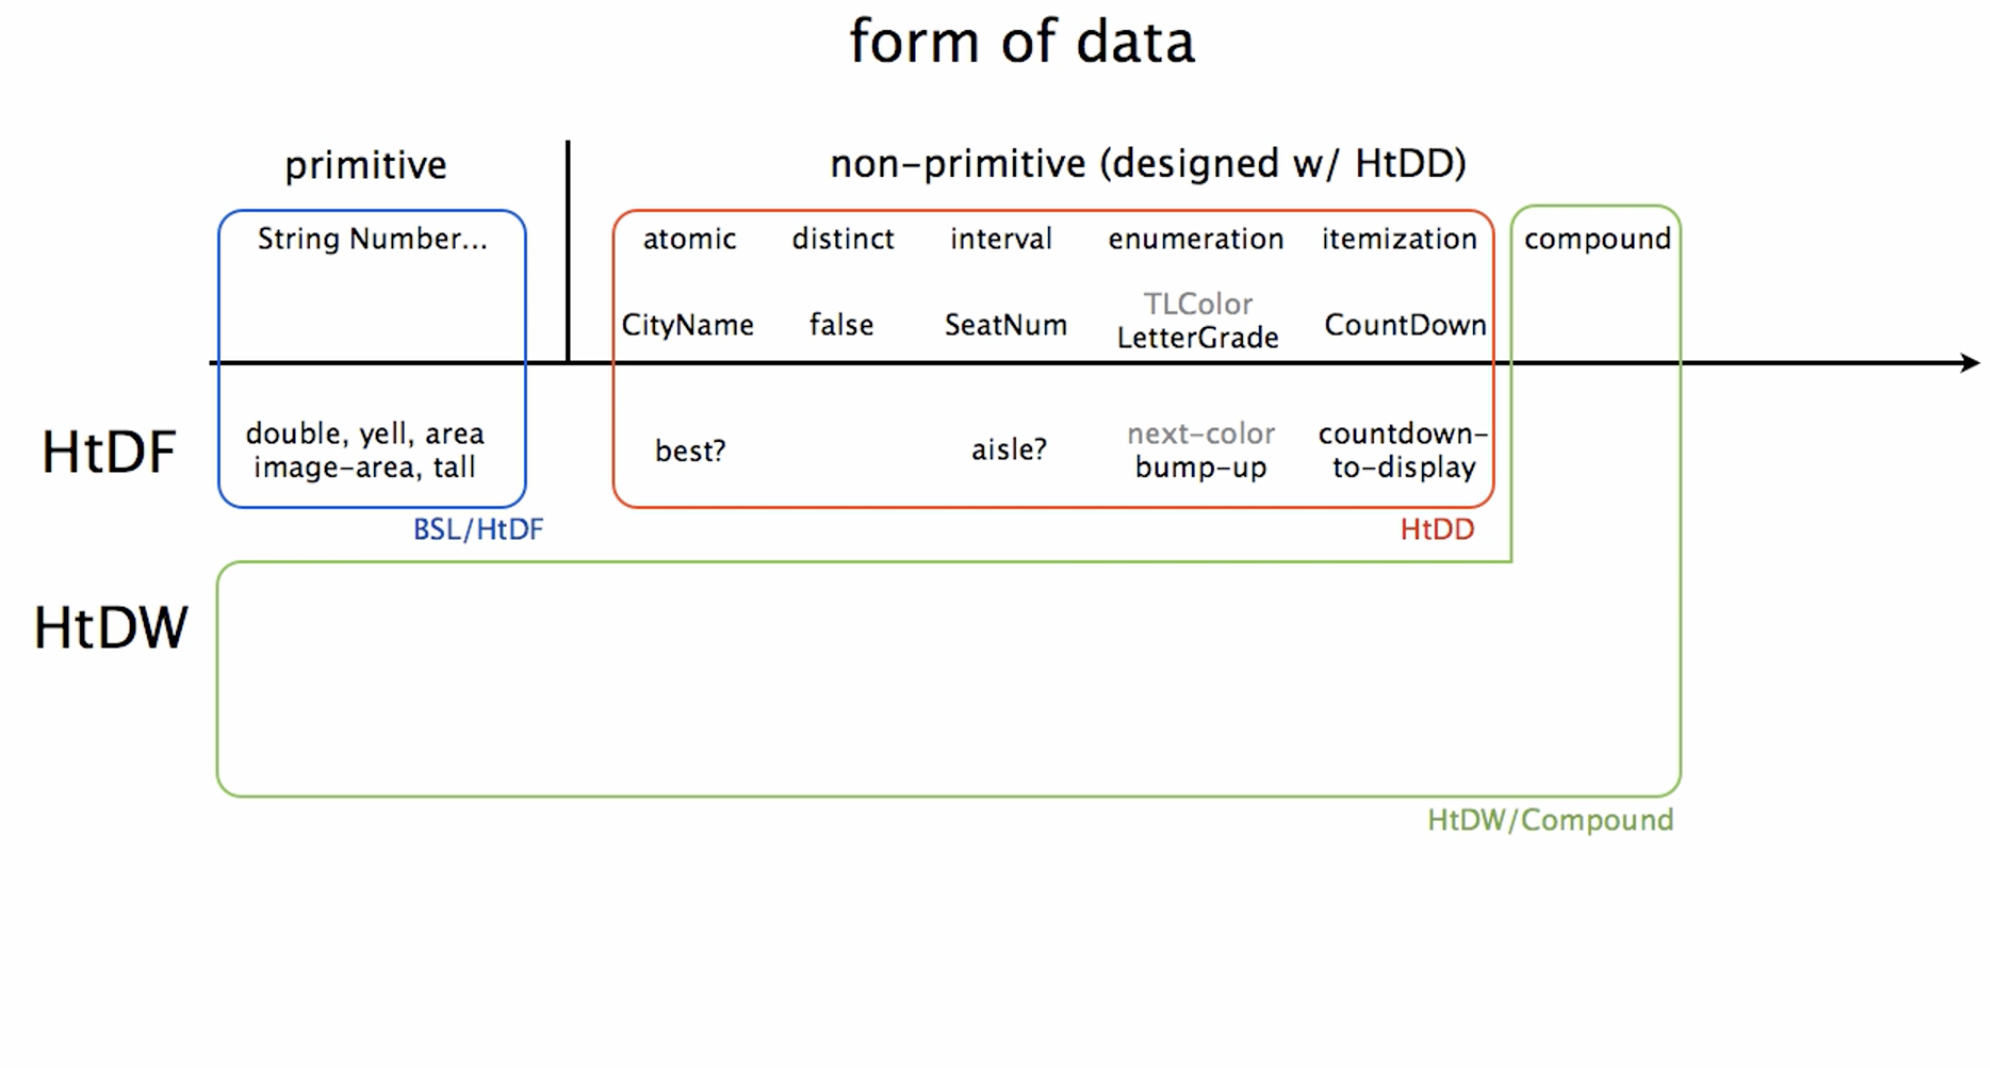 form of data
primitive
non-primitive (designed w/ HtDD)
String Number...
atomic distinct interval enumeration itemization compound
TLColor
CityName false SeatNum LetterGrade CountDown
HtDF
double, yell, area
image-area, tall
best?
aisle?
next-color
bump-up
countdown-
to-display
BSL/HtDF
HtDD
HtDW
HtDW/Compound